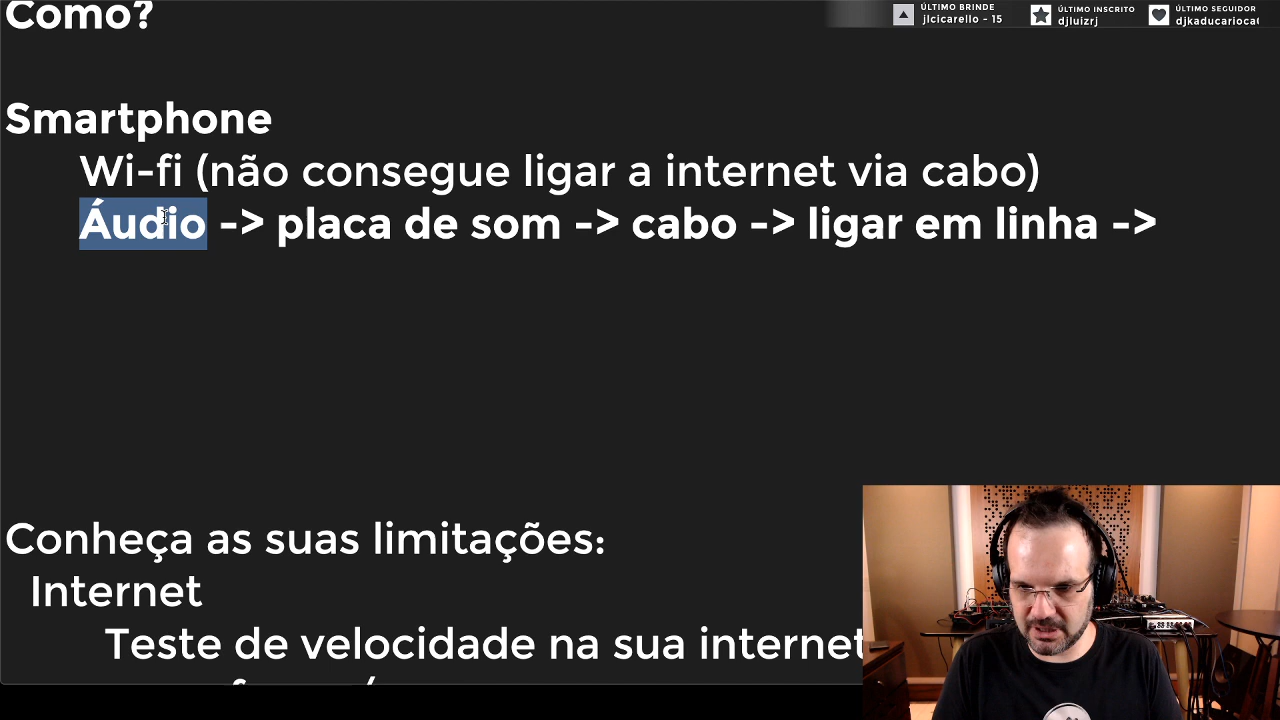 Como?
ÚLTIMO BRINDE
jlcicarello - 15
ÚLTIMO INSCRITO
djluizrj
ÚLTIMO SEGUIDOR
djkaducariocat
Smartphone
Wi-fi (não consegue ligar a internet via cabo)
Áudio -> placa de som -> cabo -> ligar em linha ->
Conheça as suas limitações:
Internet
Teste de velocidade na sua internet